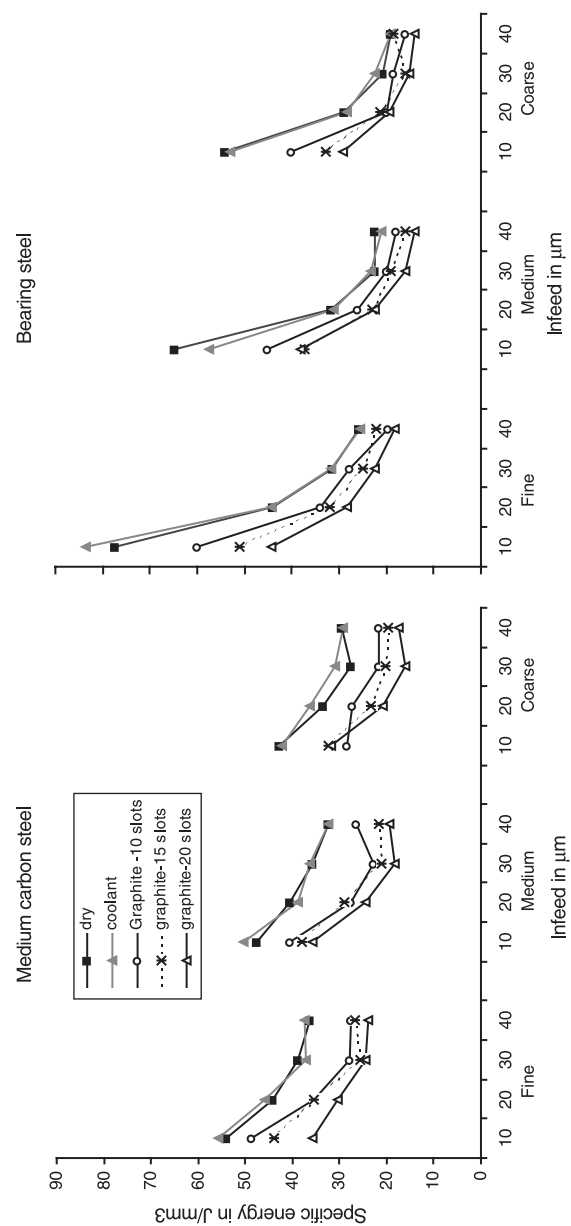 Medium carbon steel
Bearing steel
dry
coolant
Graphite -10 slots
graphite-15 slots
graphite-20 slots
Specific energy in J/mm3
90
80
70
60
50
40
30
20
10
0
10 20 30 40 10 20 30 40 10 20 30 40
Fine Medium Coarse
Infeed in µm
10 20 30 40 10 20 30 40 10 20 30 40
Fine Medium Coarse
Infeed in µm